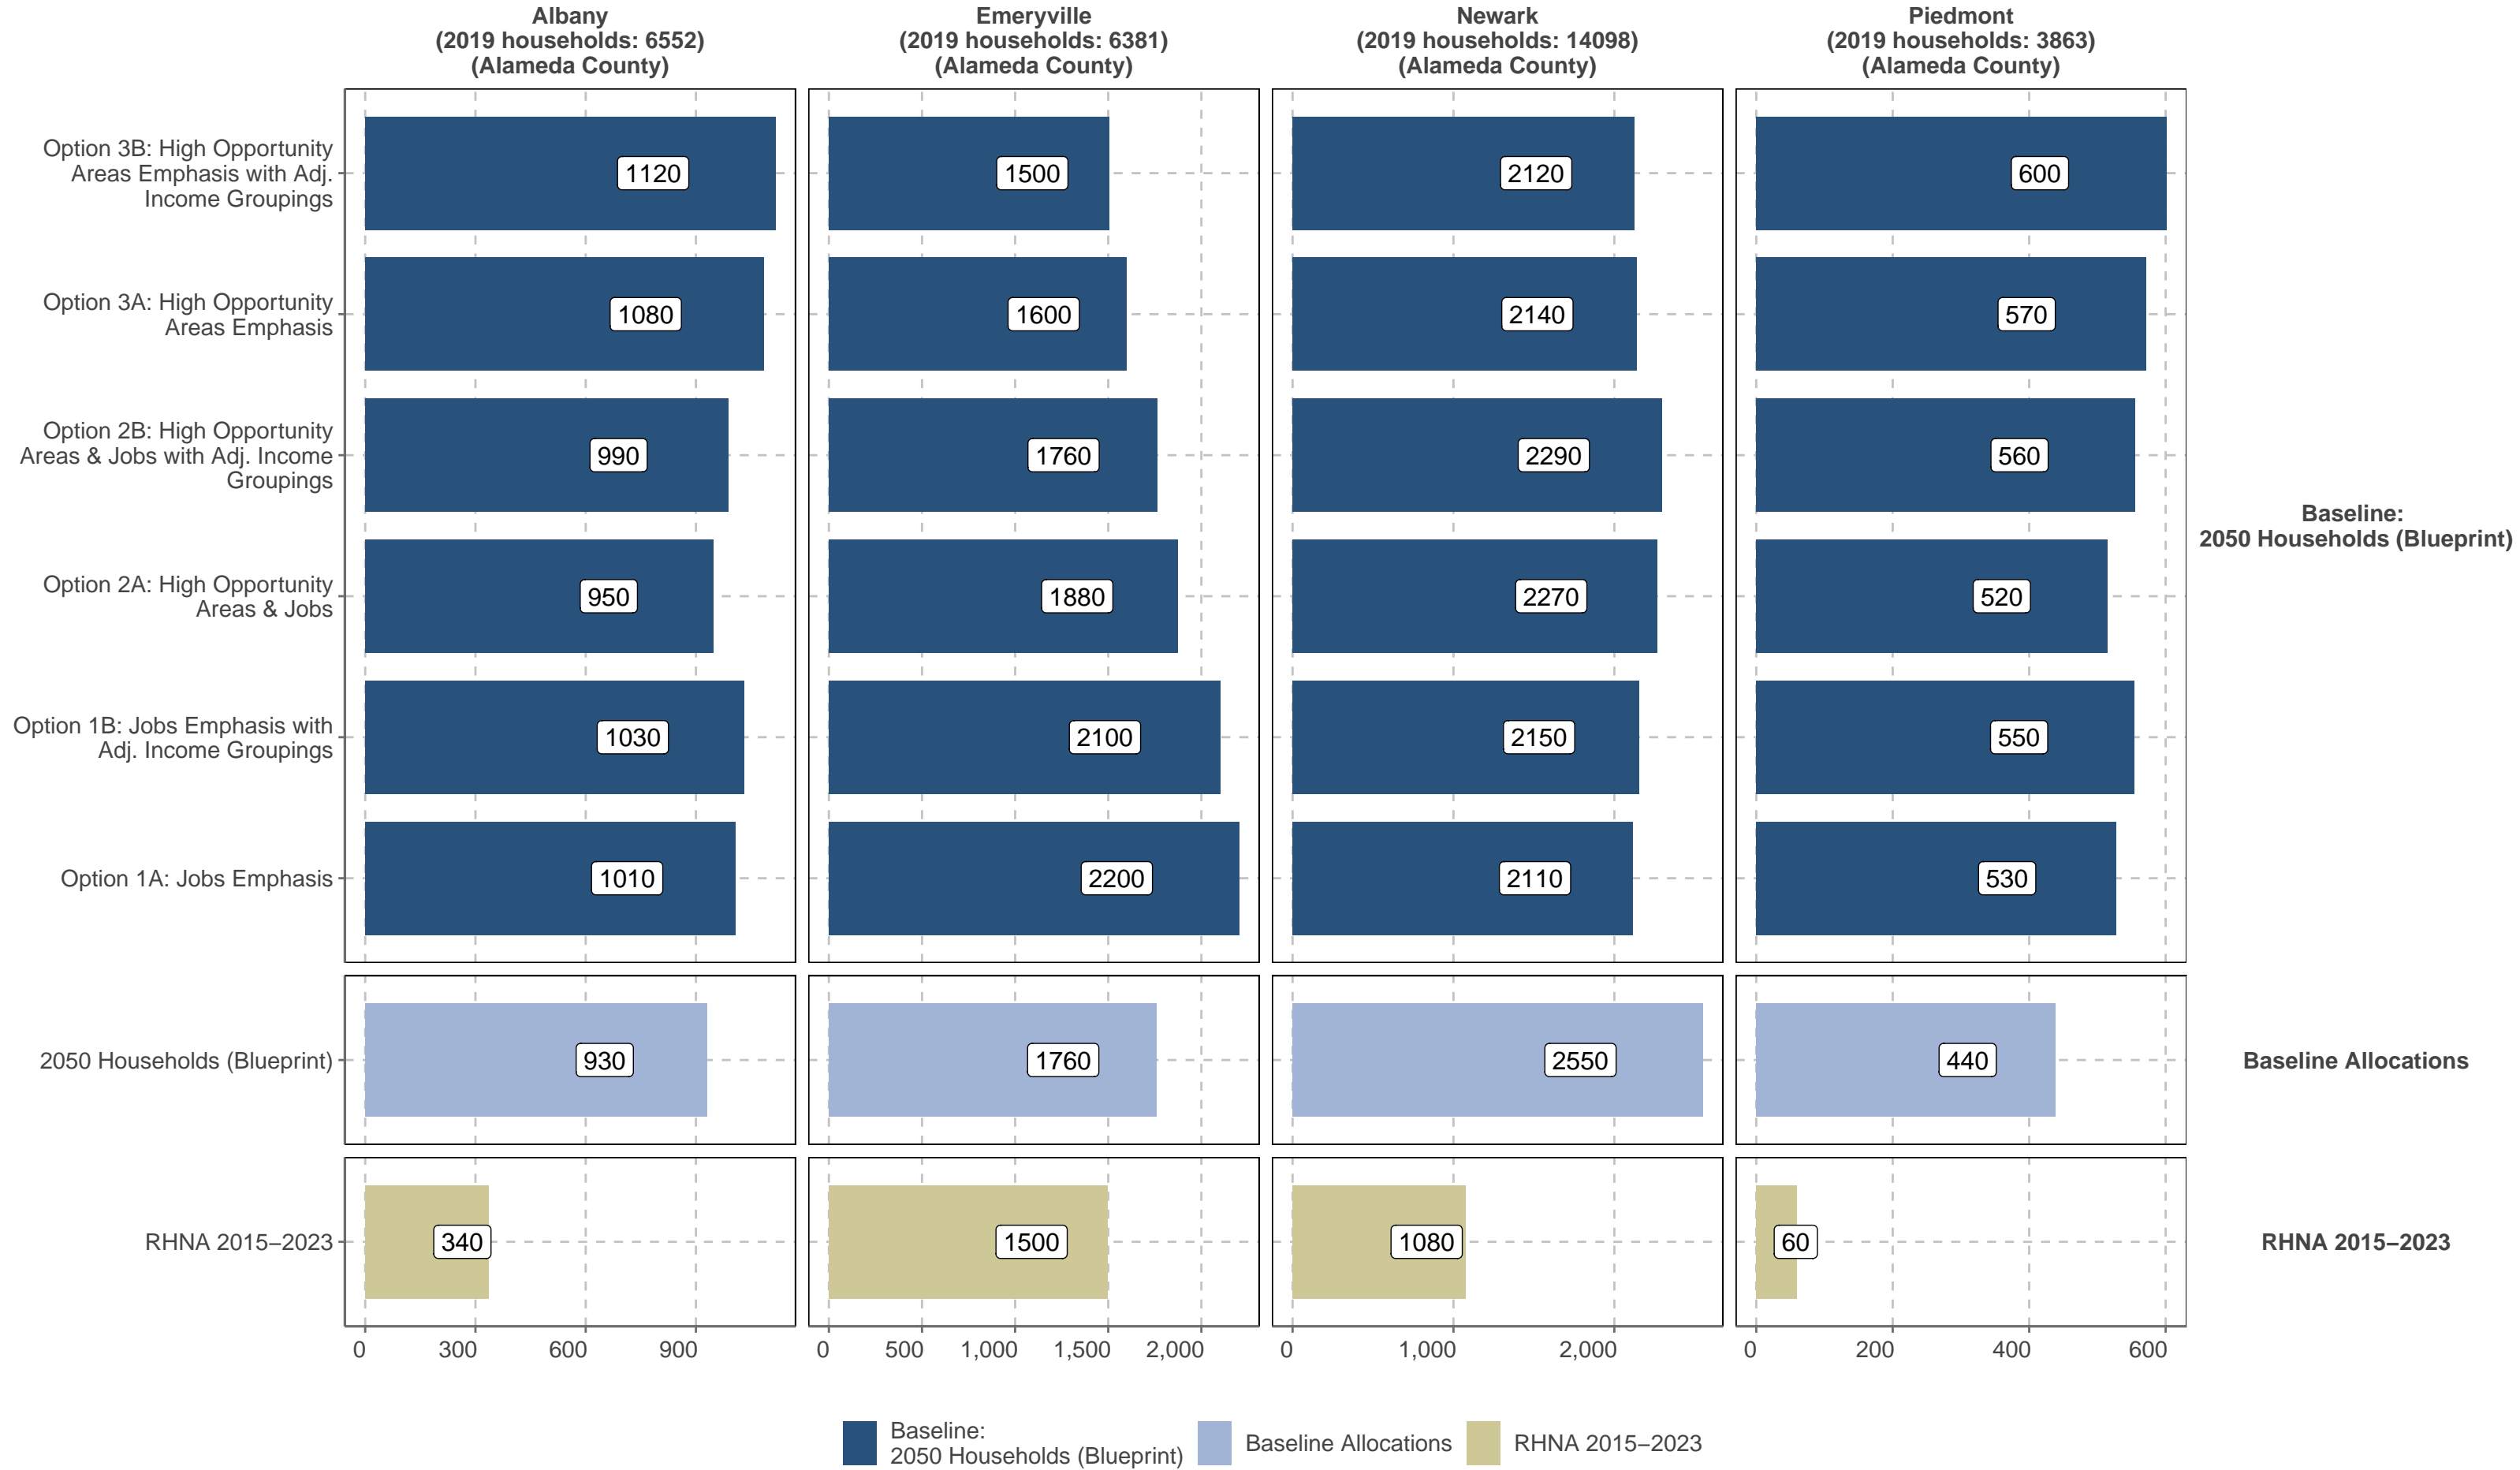 Albany
(2019 households: 6552)
(Alameda County)
Emeryville
(2019 households: 6381)
(Alameda County)
Newark
(2019 households: 14098)
(Alameda County)
Piedmont
(2019 households: 3863)
(Alameda County)
Option 3B: High Opportunity
Areas Emphasis with Adj.
Income Groupings
1120
1500
2120
600
Option 3A: High Opportunity
Areas Emphasis
1080
1600
2140
570
Option 2B: High Opportunity
Areas & Jobs with Adj. Income
Groupings
990
1760
2290
560
Baseline:
2050 Households (Blueprint)
Option 2A: High Opportunity
Areas & Jobs
950
1880
2270
520
Option 1B: Jobs Emphasis with
Adj. Income Groupings
1030
2100
2150
550
Option 1A: Jobs Emphasis
1010
2200
2110
530
2050 Households (Blueprint)
930
1760
2550
440
Baseline Allocations
RHNA 2015−2023
340
1500
1080
60
RHNA 2015−2023
0 300 600 900
0 500 1,000 1,500 2,000
0 1,000 2,000
0 200 400 600
Baseline:
2050 Households (Blueprint)
Baseline Allocations
RHNA 2015−2023